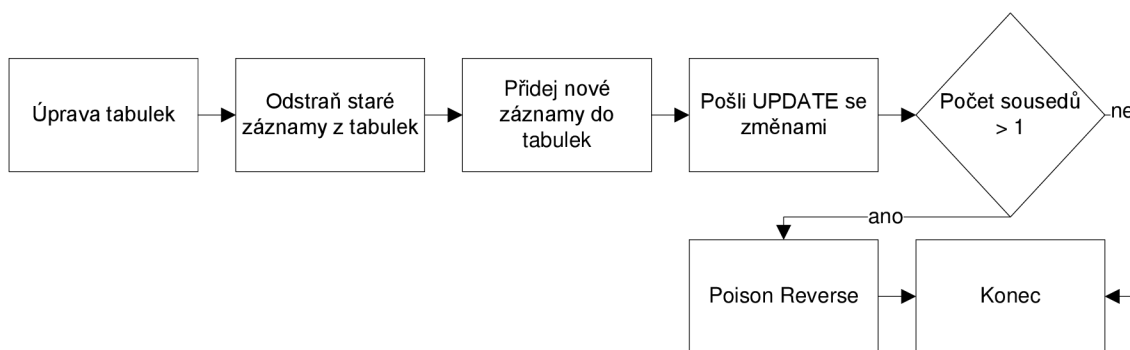 Úprava tabulek
Odstraň staré
záznamy z tabulek
Přidej nové
záznamy do
tabulek
Pošli UPDATE se
změnami
Počet sousedů
> 1
ne
ano
Poison Reverse
Konec